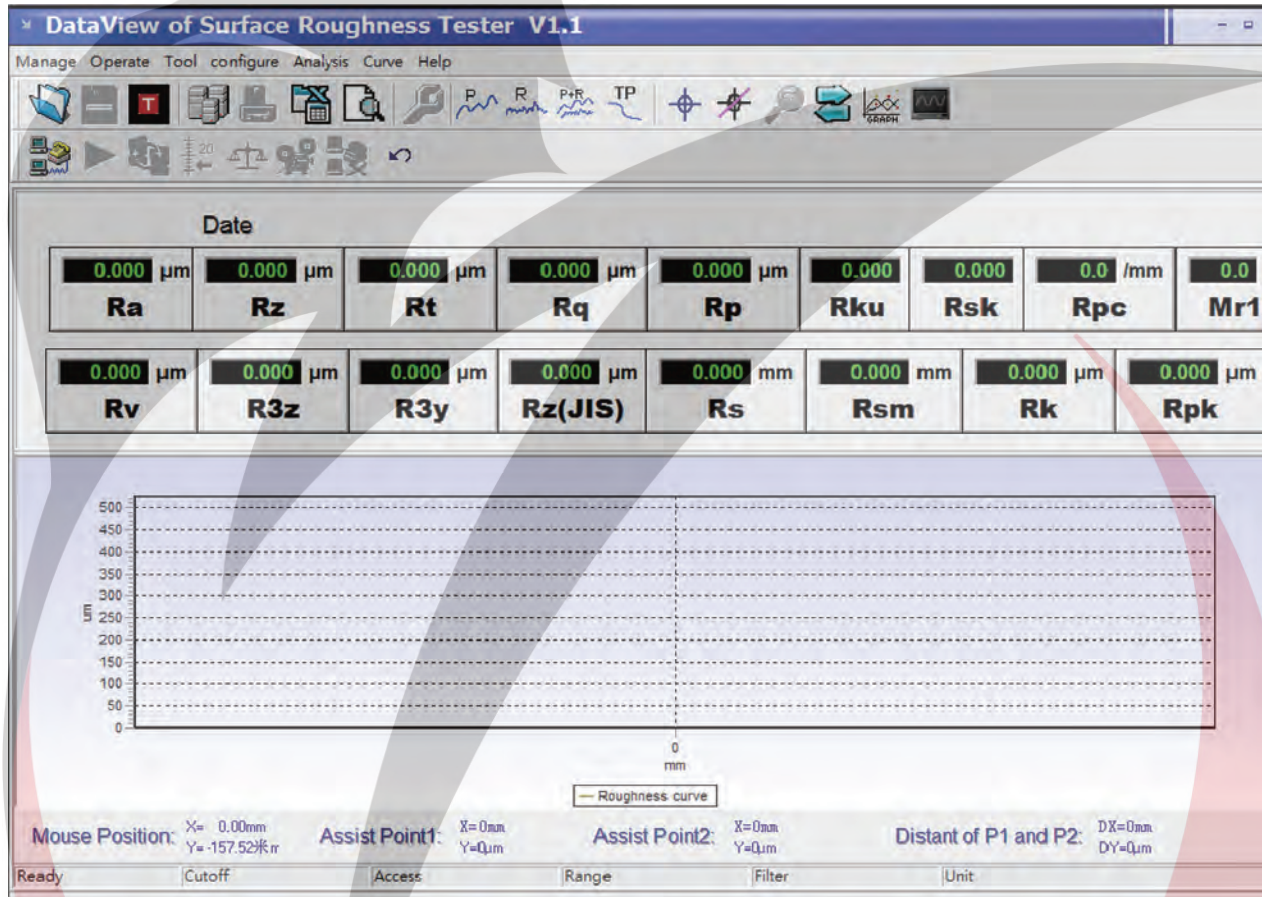 DataView of Surface Roughness Tester V1.1
Manage Operate Tool configure Analysis Curve Help
T P R P+R TP GRAPH
20
Date
0.000 µm 0.000 µm 0.000 µm 0.000 µm 0.000 µm 0.000 0.000 0.0 /mm 0.0
Ra Rz Rt Rq Rp Rku Rsk Rpc Mr1
0.000 µm 0.000 µm 0.000 µm 0.000 µm 0.000 mm 0.000 mm 0.000 µm 0.000 µm
Rv R3z R3y Rz(JIS) Rs Rsm Rk Rpk
500
450
400
350
300
um 250
200
150
100
50
0
0
mm
Roughness curve
Mouse Position: X= 0.00mm Assist Point1: X=0mm Assist Point2: X=0mm Distant of P1 and P2: DX=0mm
Y= -157.52米m Y=0µm Y=0µm DY=0µm
Ready Cutoff Access Range Filter Unit